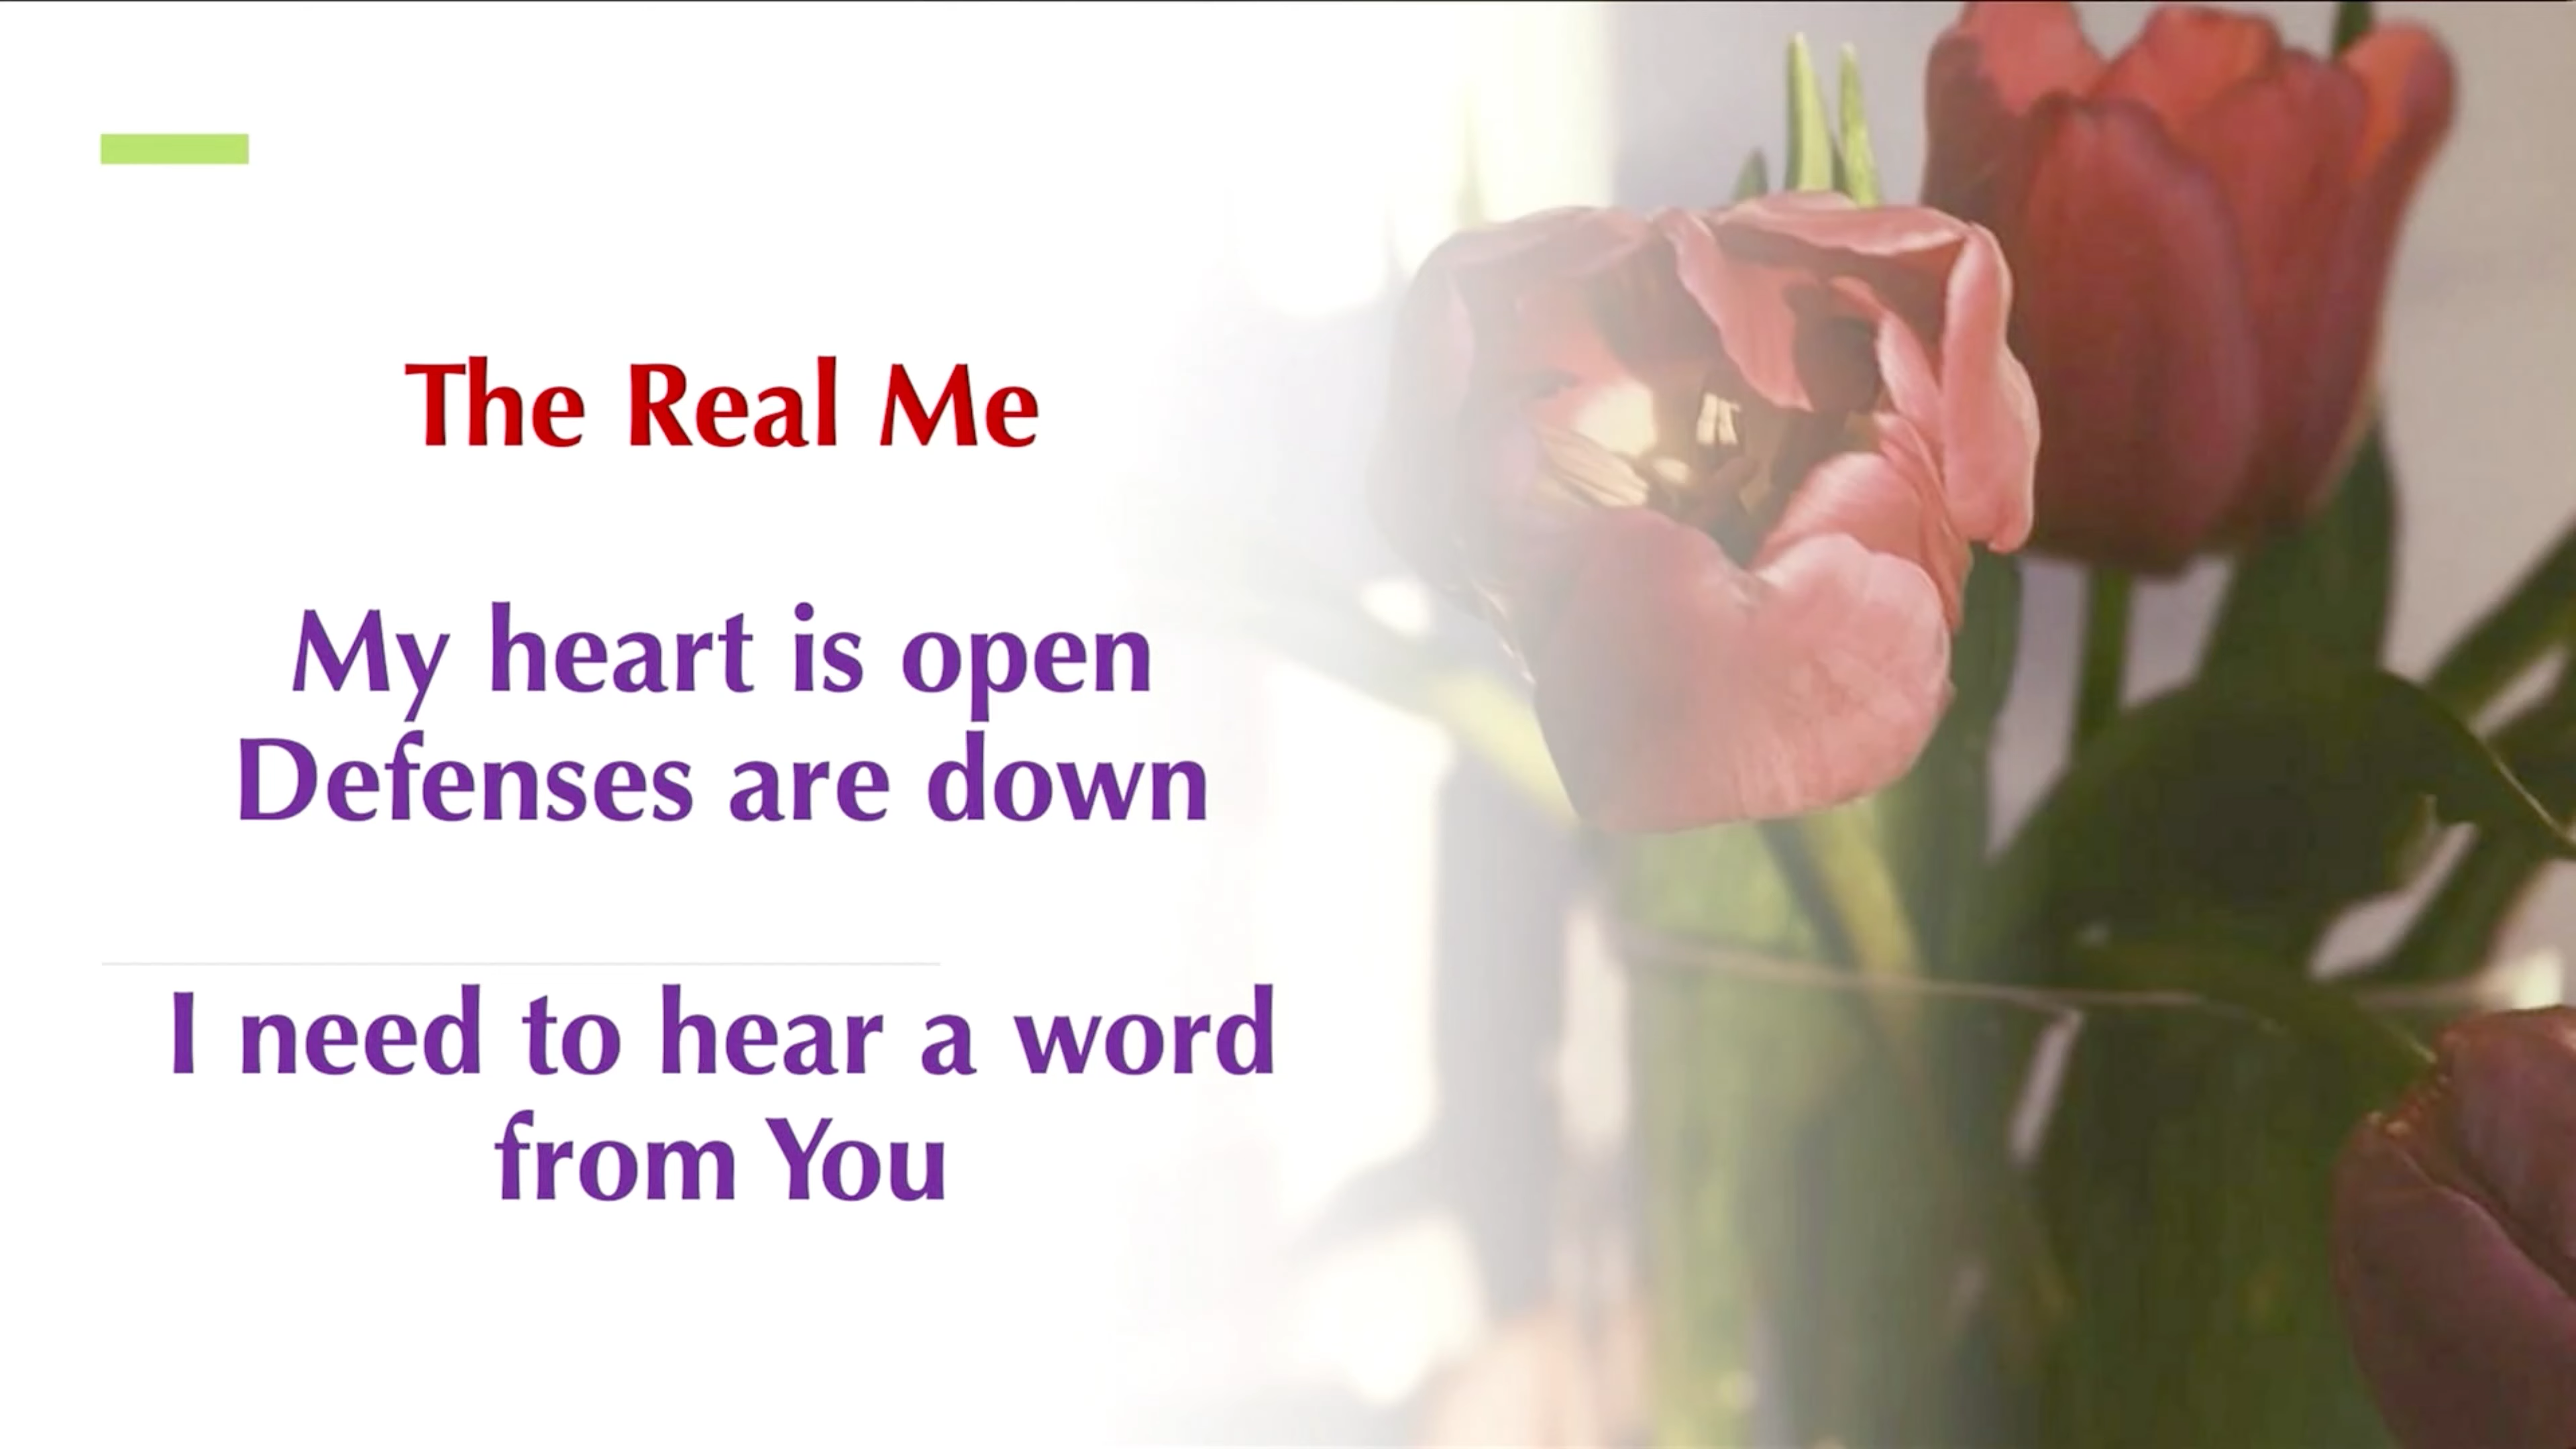 The Real Me
My heart is open
Defenses are down
I need to hear a word
from You